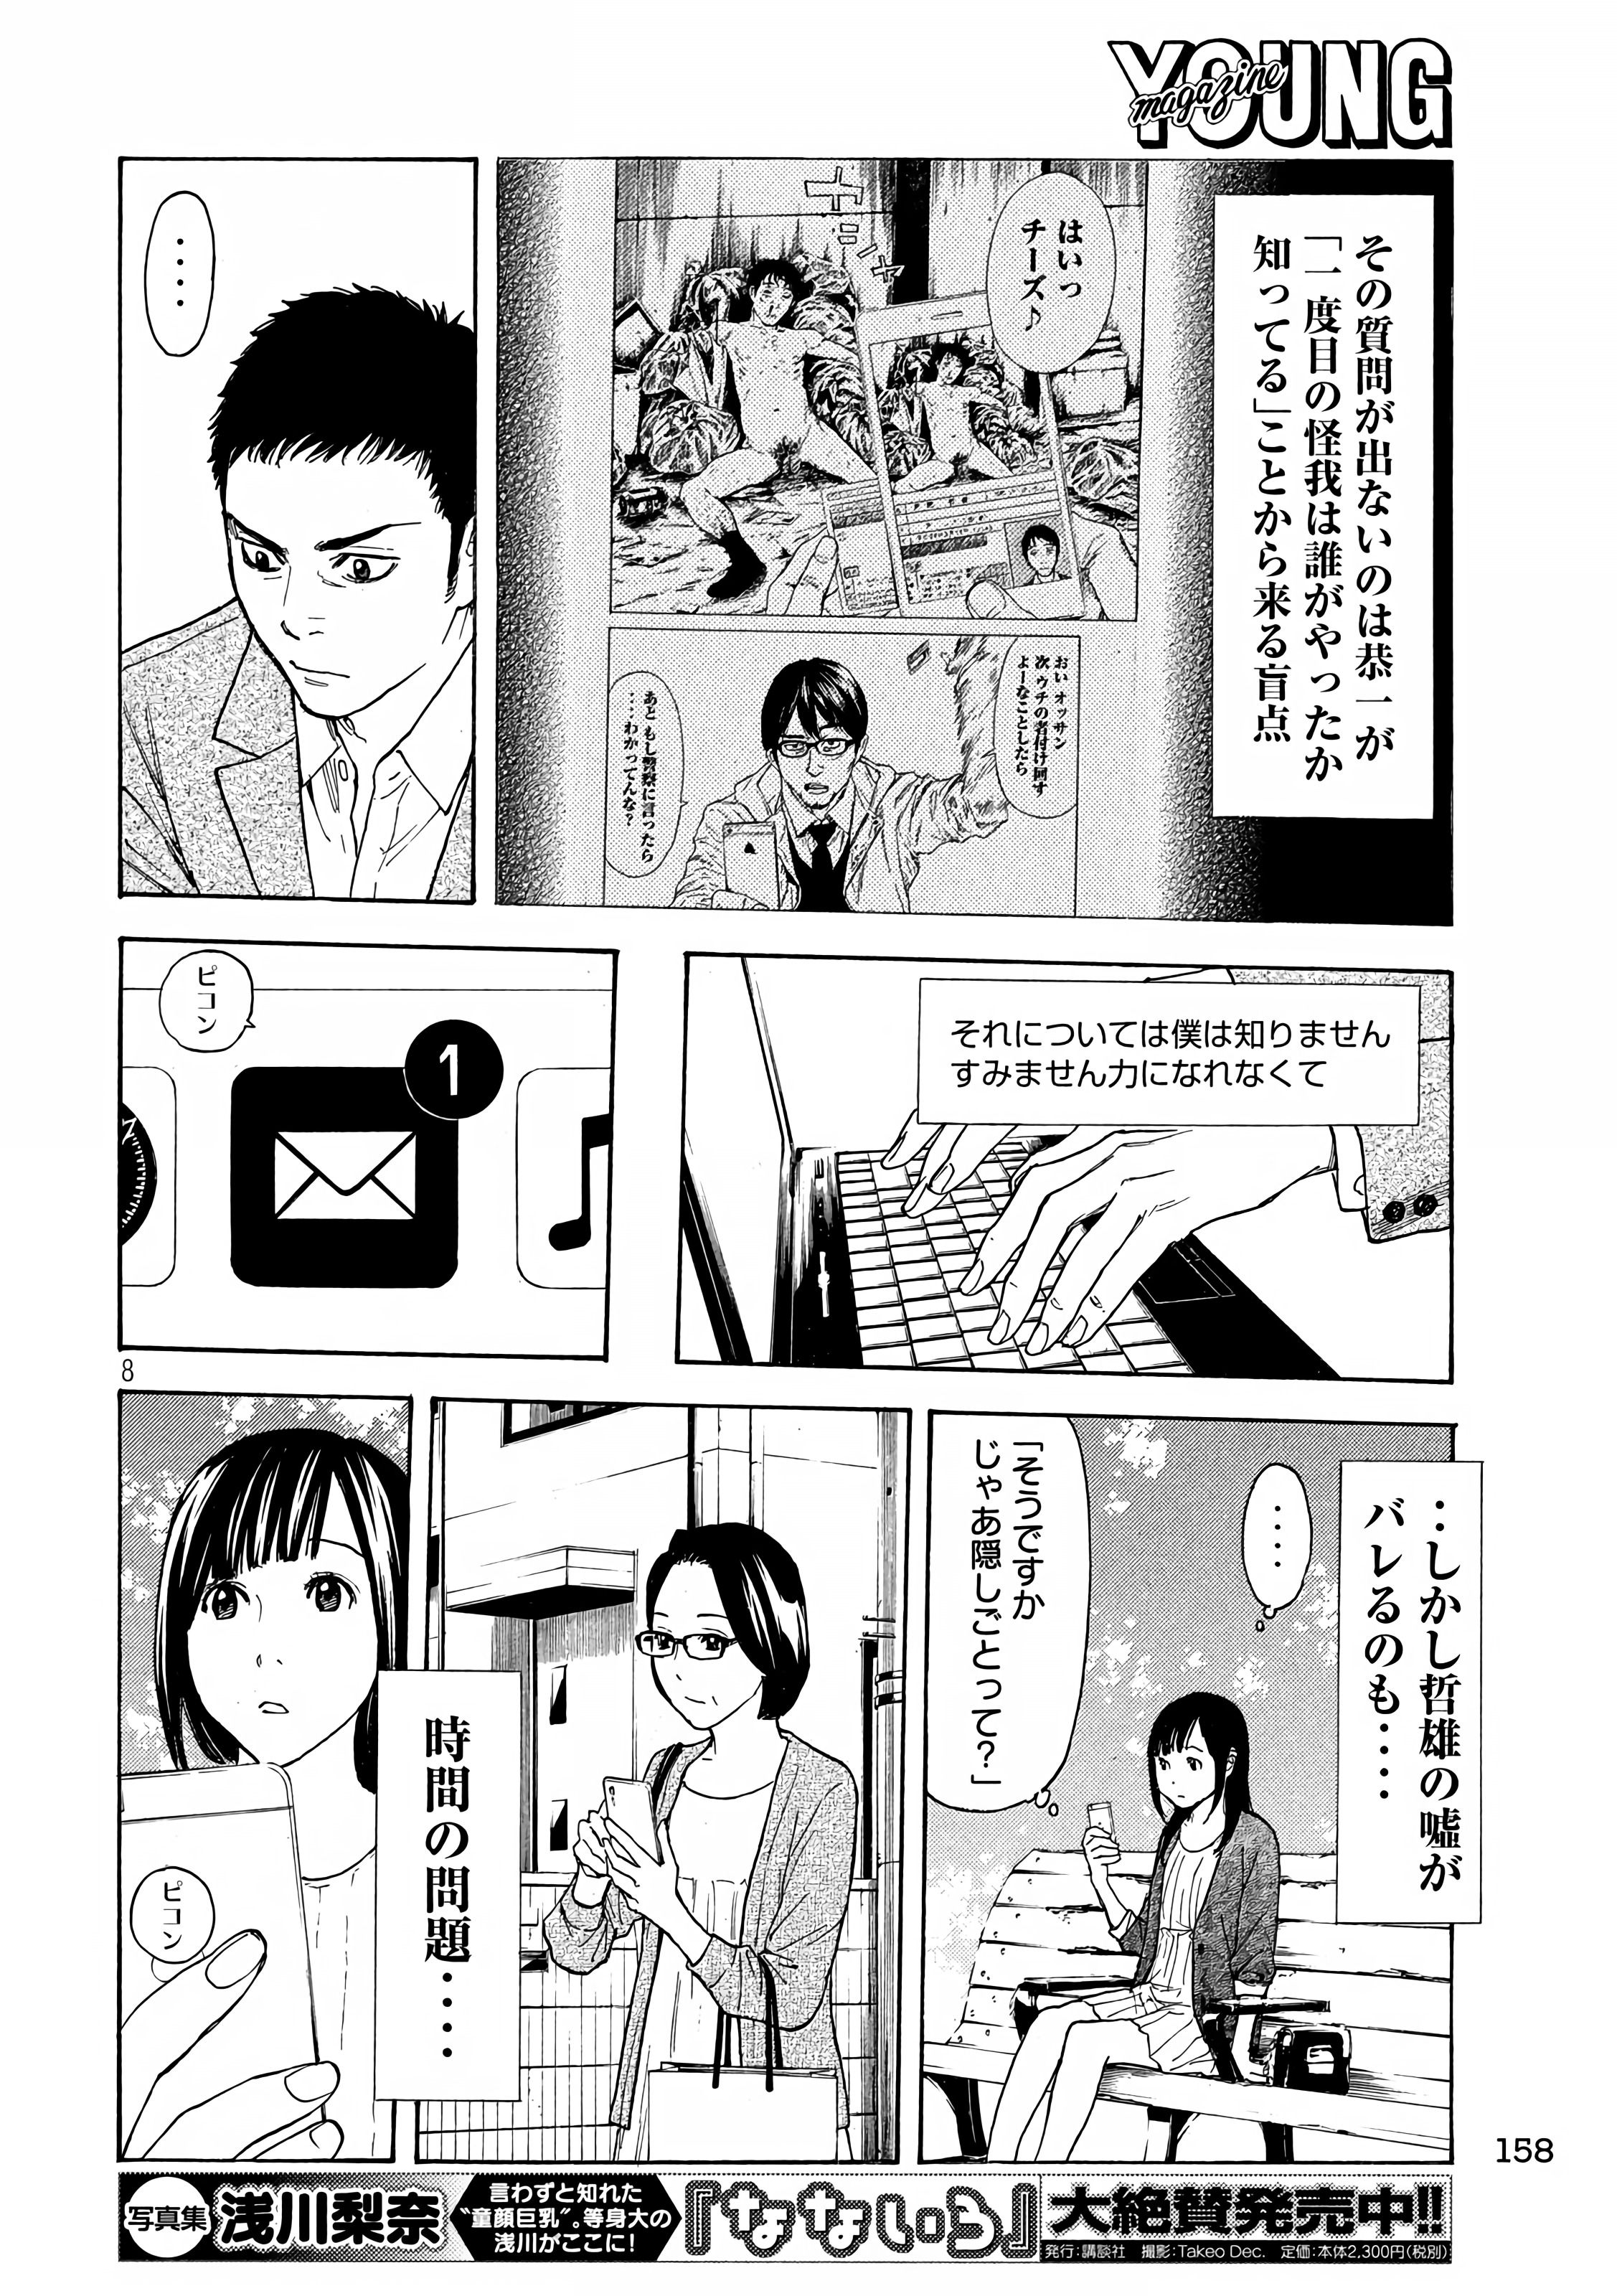 YOUNG
magazine
その質問が出ないのは恭一が
「一度目の怪我は誰がやったか
知ってる」ことから来る盲点
はいっ
チーズ♪
おい オッサン
次ウチの者付け回す
よーなことしたら
あと もし警察に言ったら
‥‥わかってんな?
‥‥
それについては僕は知りません
すみません力になれなくて
ピコン
1
8
‥しかし哲雄の嘘が
バレるのも‥‥
‥‥
「そうですか
じゃあ隠しごとって?」
時間の問題‥‥
ピコン
158
写真集
浅川梨奈
言わずと知れた
“童顔巨乳”。等身大の
浅川がここに!
『なないろ』
大絶賛発売中!!
発行:講談社 撮影:Takeo Dec. 定価:本体2,300円(税別)